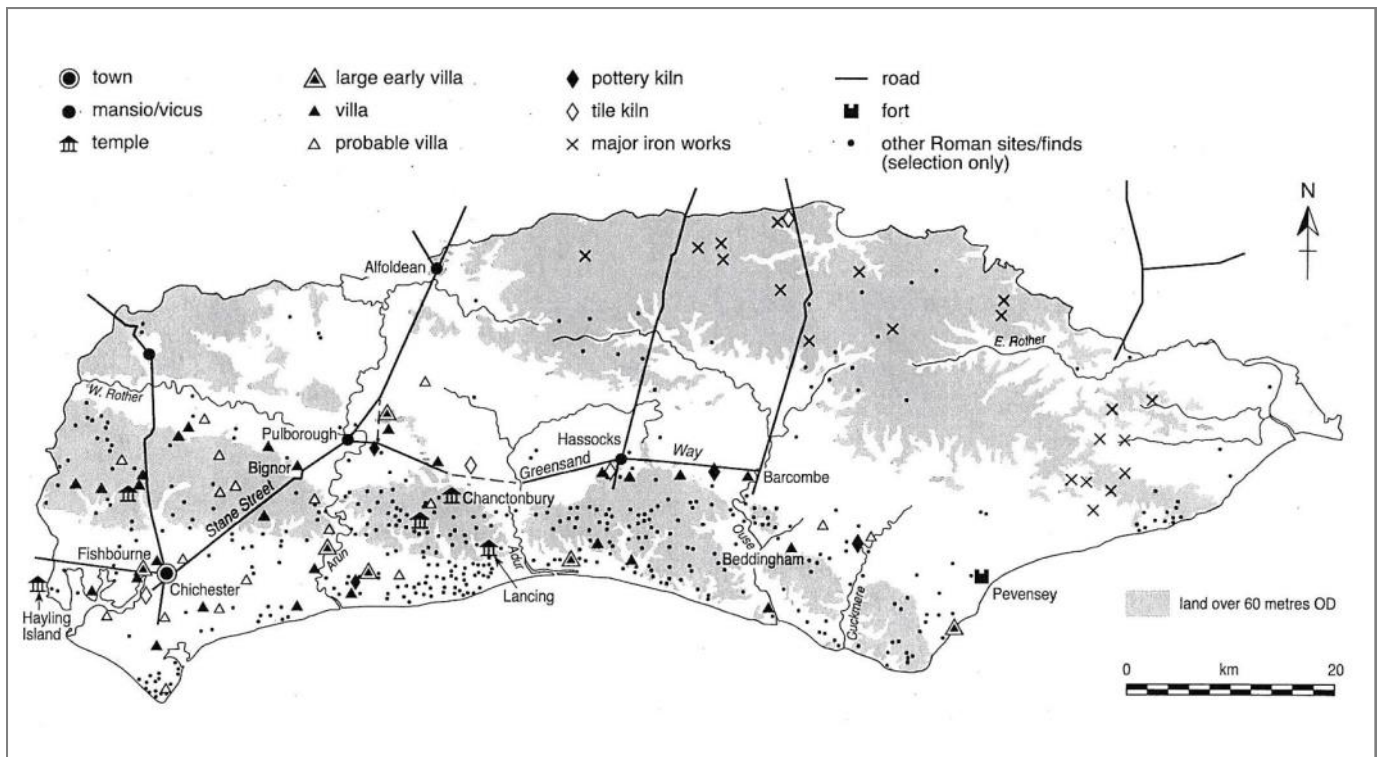 town
mansio/vicus
temple
large early villa
villa
probable villa
pottery kiln
tile kiln
major iron works
road
fort
other Roman sites/finds
(selection only)
N
Alfoldean
E. Rother
W. Rother
Pulborough
Hassocks
Bignor
Greensand
Way
Barcombe
Stane Street
Chanctonbury
Fishbourne
Arun
Adur
Ouse
Beddingham
Chichester
Lancing
Cuckmere
Pevensey
Hayling
Island
land over 60 metres OD
0
km
20